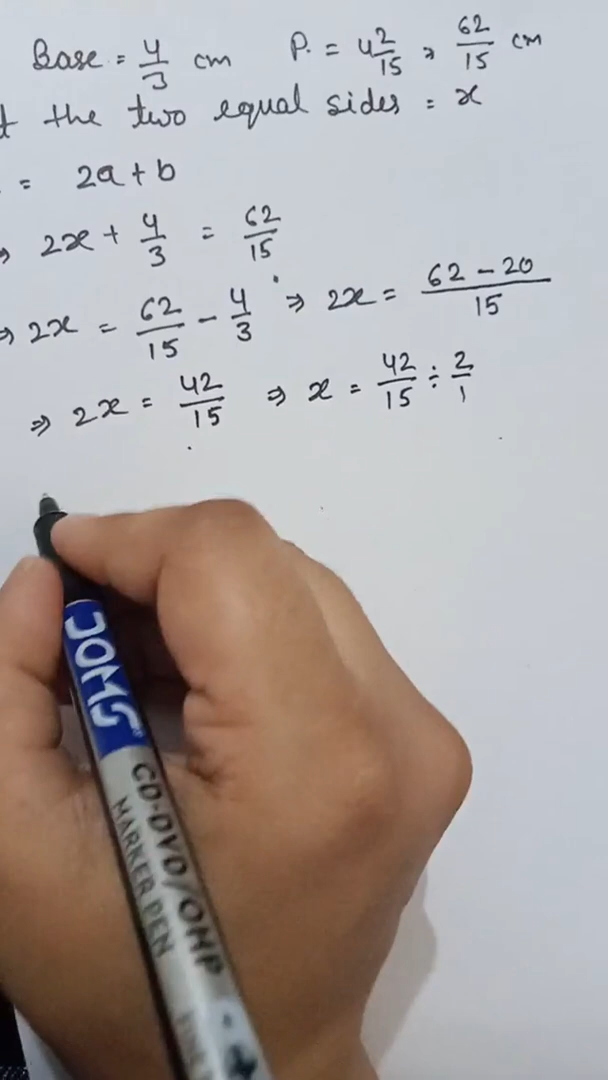 Base = 4/3 cm P. = 4 2/15 ⇒ 62/15 cm
the two equal sides = x
= 2a + b
⇒ 2x + 4/3 = 62/15
⇒ 2x = 62/15 - 4/3 ⇒ 2x = (62 - 20)/15
⇒ 2x = 42/15 ⇒ x = 42/15 ÷ 2/1
DOMS
CD-DVD/OHP
MARKER PEN